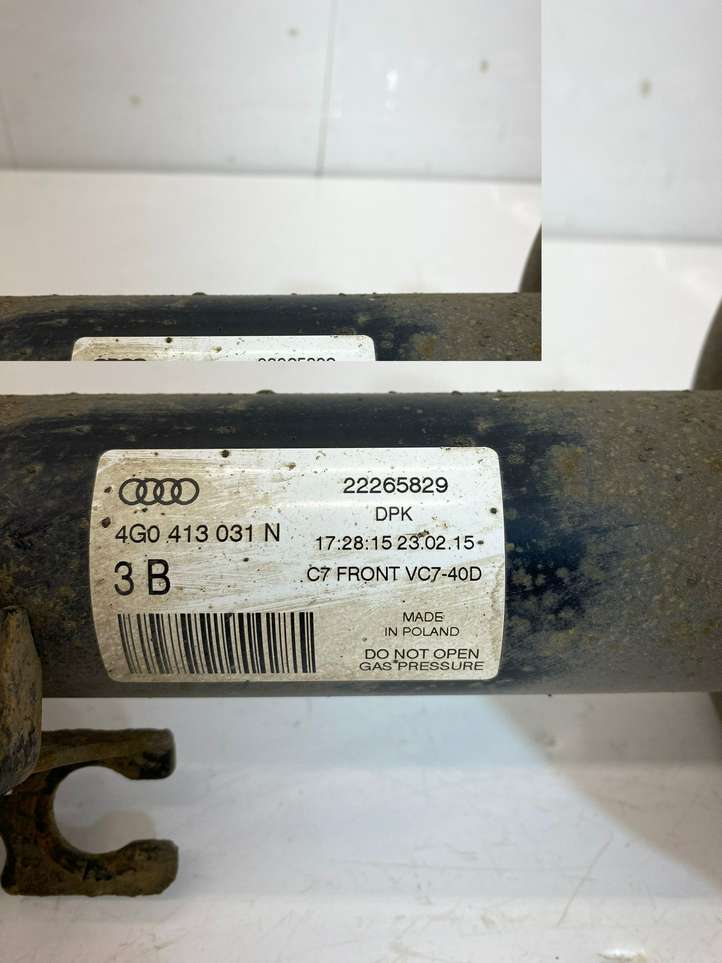 22265829
DPK
4G0 413 031 N
17:28:15 23.02.15
3 B
C7 FRONT VC7-40D
MADE
IN POLAND
DO NOT OPEN
GAS PRESSURE